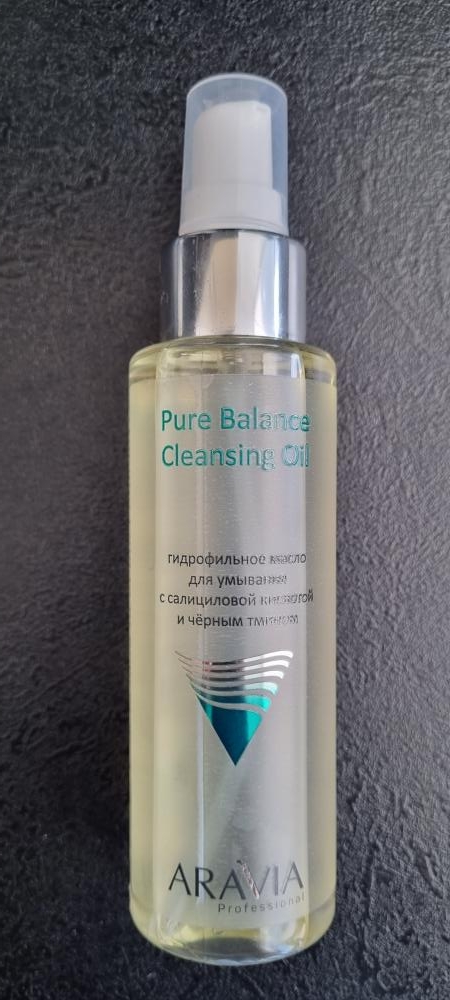 Pure Balance
Cleansing Oil
гидрофильное масло
для умывания
с салициловой кислотой
и чёрным тмином
ARAVIA
Professional